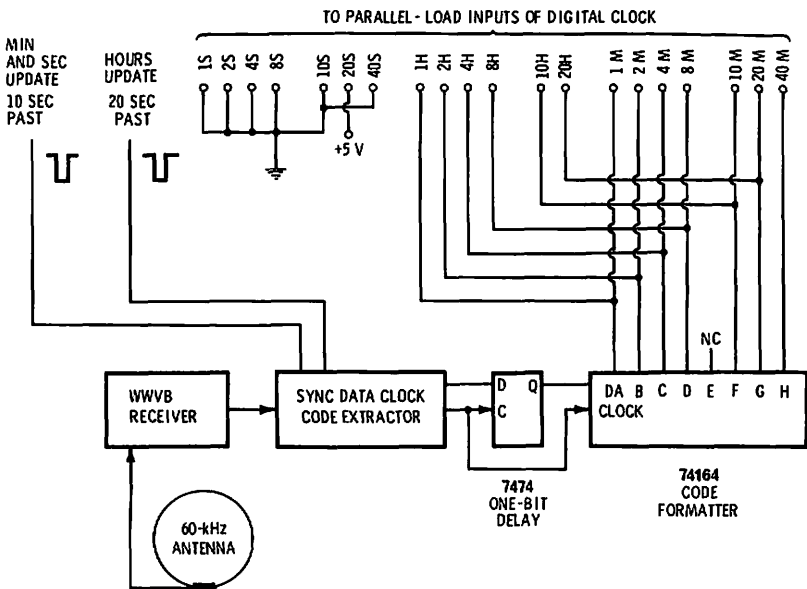 TO PARALLEL-LOAD INPUTS OF DIGITAL CLOCK
MIN
AND SEC
UPDATE
10 SEC
PAST
HOURS
UPDATE
20 SEC
PAST
1S
2S
4S
8S
10S
20S
40S
1H
2H
4H
8H
10H
20H
1 M
2 M
4 M
8 M
10 M
20 M
40 M
+5 V
NC
WWVB
RECEIVER
SYNC DATA CLOCK
CODE EXTRACTOR
D Q
C
DA B C D E F G H
CLOCK
7474
ONE-BIT
DELAY
74164
CODE
FORMATTER
60-kHz
ANTENNA